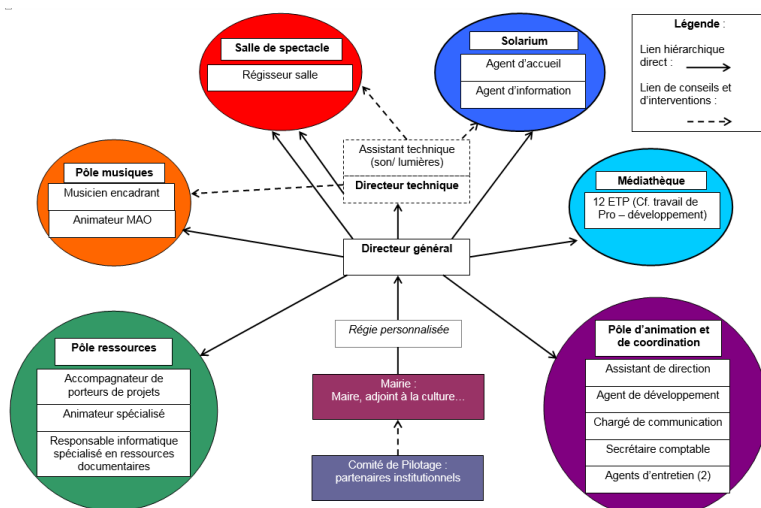 Salle de spectacle
Régisseur salle
Solarium
Agent d'accueil
Agent d'information
Légende :
Lien hiérarchique
direct :
Lien de conseils et
d'interventions :
Assistant technique
(son/ lumières)
Directeur technique
Pôle musiques
Musicien encadrant
Animateur MAO
Médiathèque
12 ETP (Cf. travail de
Pro – développement)
Directeur général
Régie personnalisée
Pôle ressources
Accompagnateur de
porteurs de projets
Animateur spécialisé
Responsable informatique
spécialisé en ressources
documentaires
Mairie :
Maire, adjoint à la culture…
Comité de Pilotage :
partenaires institutionnels
Pôle d'animation et
de coordination
Assistant de direction
Agent de développement
Chargé de communication
Secrétaire comptable
Agents d'entretien (2)